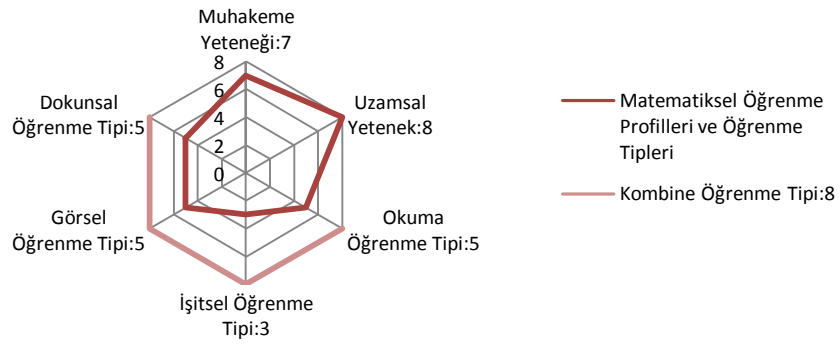 Muhakeme
Yeteneği:7
Uzamsal
Yetenek:8
Okuma
Öğrenme Tipi:5
İşitsel Öğrenme
Tipi:3
Görsel
Öğrenme Tipi:5
Dokunsal
Öğrenme Tipi:5
8
6
4
2
0
Matematiksel Öğrenme
Profilleri ve Öğrenme
Tipleri
Kombine Öğrenme Tipi:8